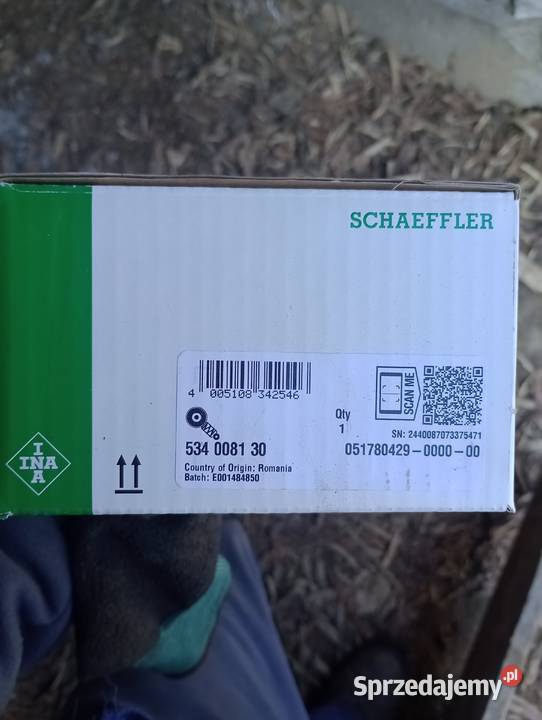 SCHAEFFLER
4 005108 342546
SCAN ME
Qty
1
SN: 2440087073375471
534 0081 30
051780429-0000-00
Country of Origin: Romania
Batch: E001484850
INA
INA
Sprzedajemy.pl